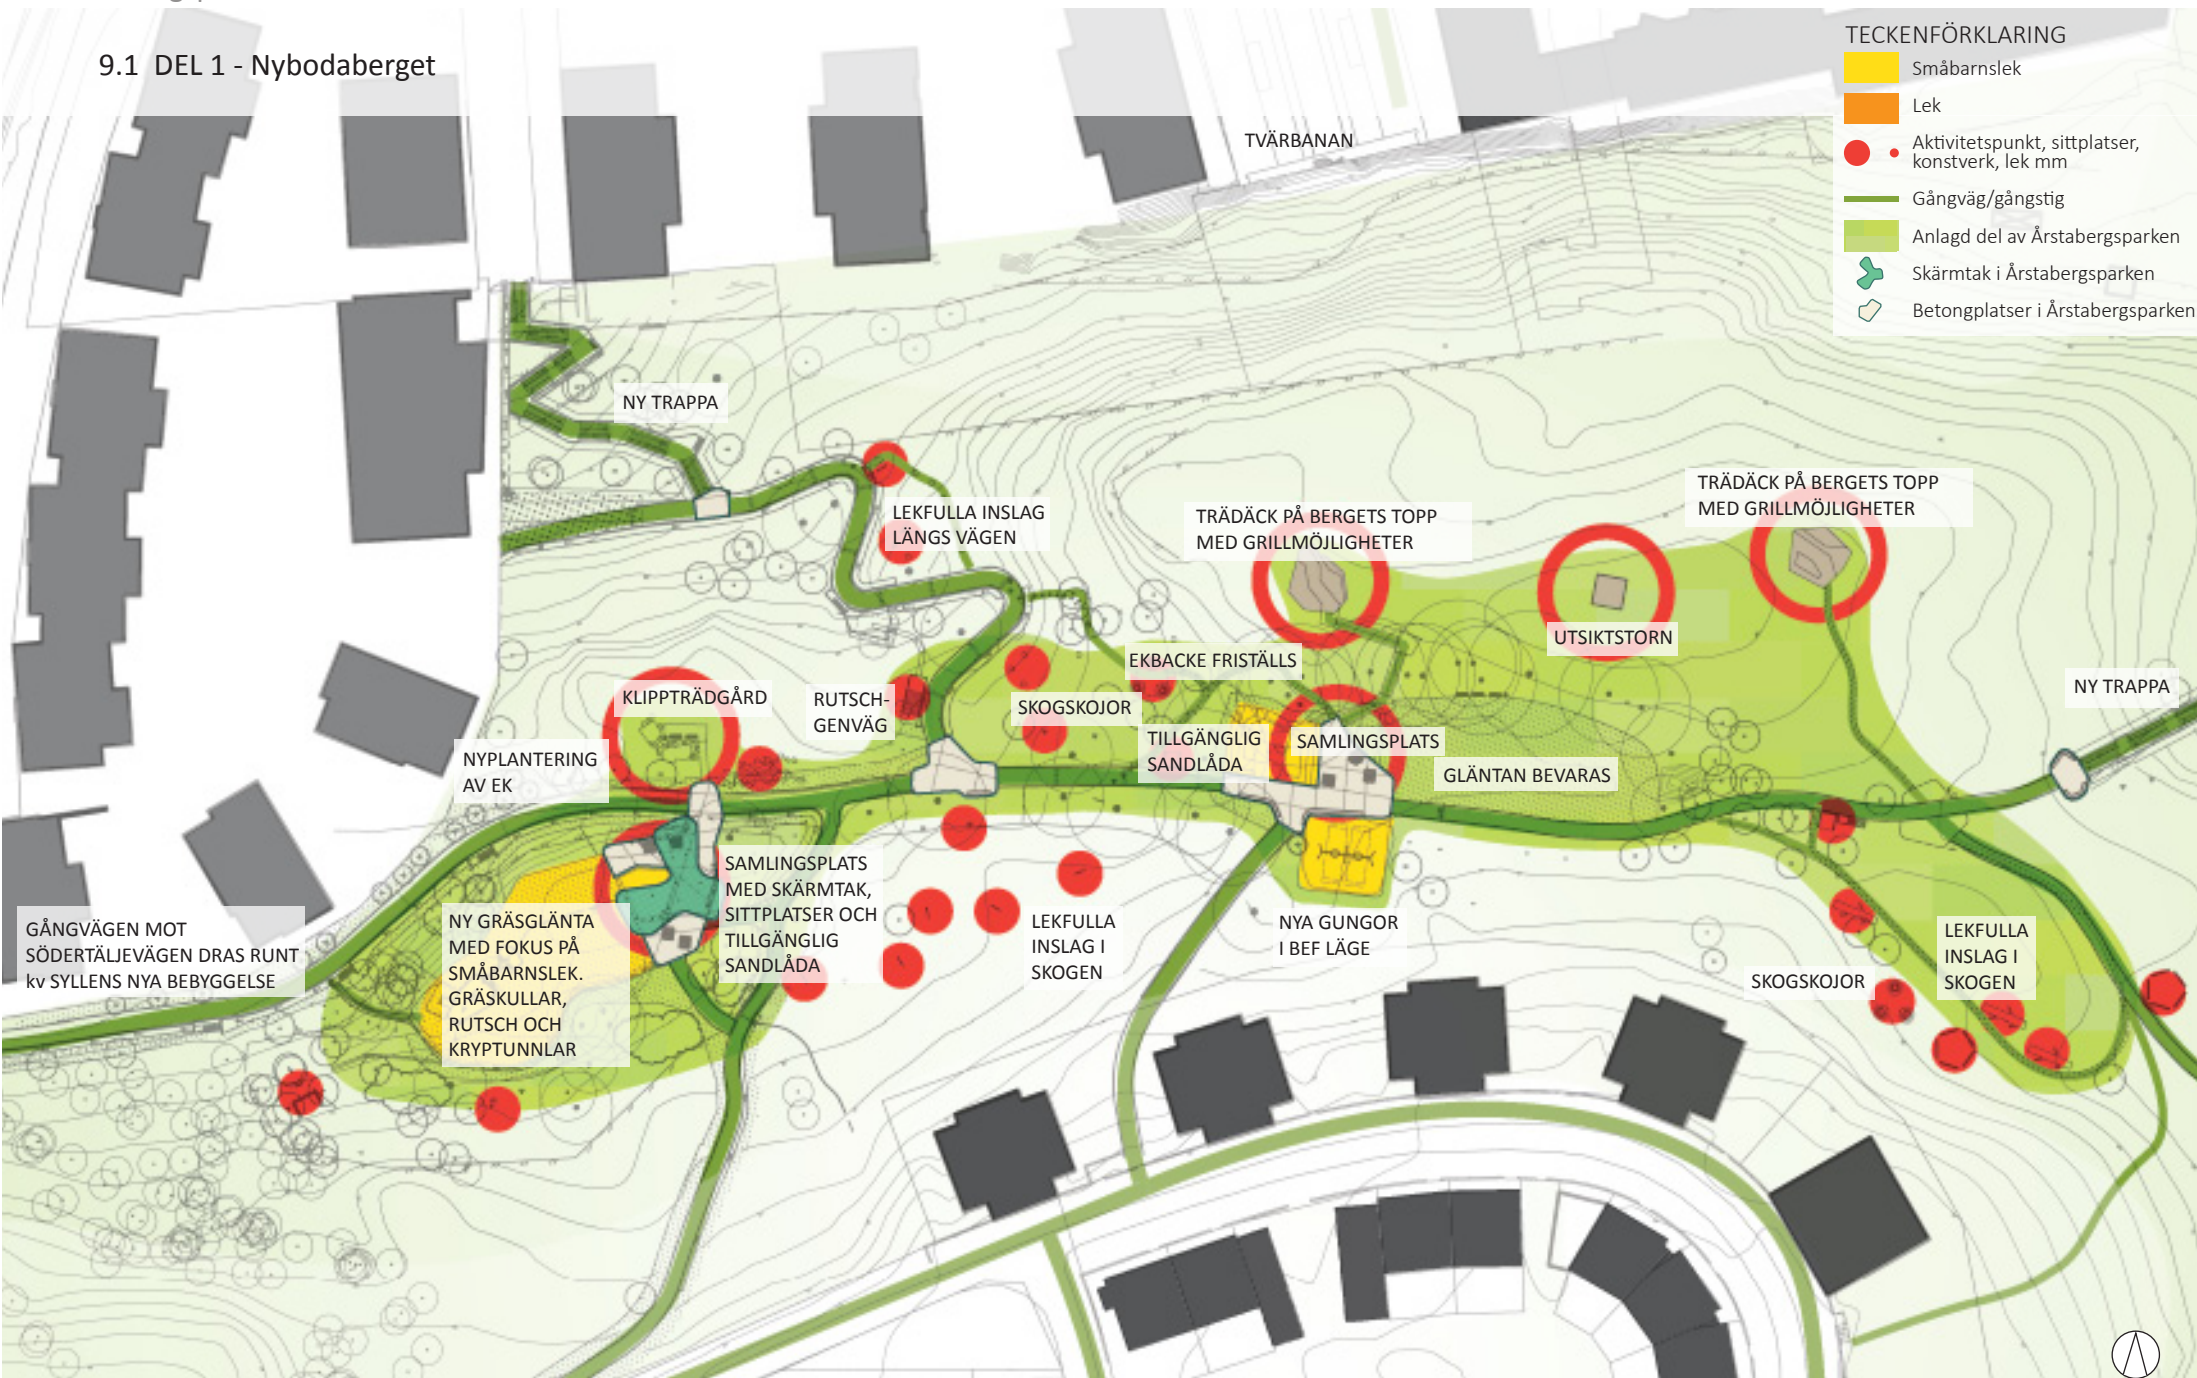 9.1 DEL 1 - Nybodaberget
TECKENFÖRKLARING
Småbarnslek
Lek
Aktivitetspunkt, sittplatser,
konstverk, lek mm
Gångväg/gångstig
Anlagd del av Årstabergsparken
Skärmtak i Årstabergsparken
Betongplatser i Årstabergsparken
TVÄRBANAN
NY TRAPPA
LEKFULLA INSLAG
LÄNGS VÄGEN
TRÄDÄCK PÅ BERGETS TOPP
MED GRILLMÖJLIGHETER
TRÄDÄCK PÅ BERGETS TOPP
MED GRILLMÖJLIGHETER
UTSIKTSTORN
EKBACKE FRISTÄLLS
NY TRAPPA
KLIPPTRÄDGÅRD
RUTSCH-
GENVÄG
SKOGSKOJOR
TILLGÄNGLIG
SANDLÅDA
SAMLINGSPLATS
GLÄNTAN BEVARAS
NYPLANTERING
AV EK
SAMLINGSPLATS
MED SKÄRMTAK,
SITTPLATSER OCH
TILLGÄNGLIG
SANDLÅDA
GÅNGVÄGEN MOT
SÖDERTÄLJEVÄGEN DRAS RUNT
kv SYLLENS NYA BEBYGGELSE
NY GRÄSGLÄNTA
MED FOKUS PÅ
SMÅBARNSLEK.
GRÄSKULLAR,
RUTSCH OCH
KRYPTUNNLAR
LEKFULLA
INSLAG I
SKOGEN
NYA GUNGOR
I BEF LÄGE
SKOGSKOJOR
LEKFULLA
INSLAG I
SKOGEN